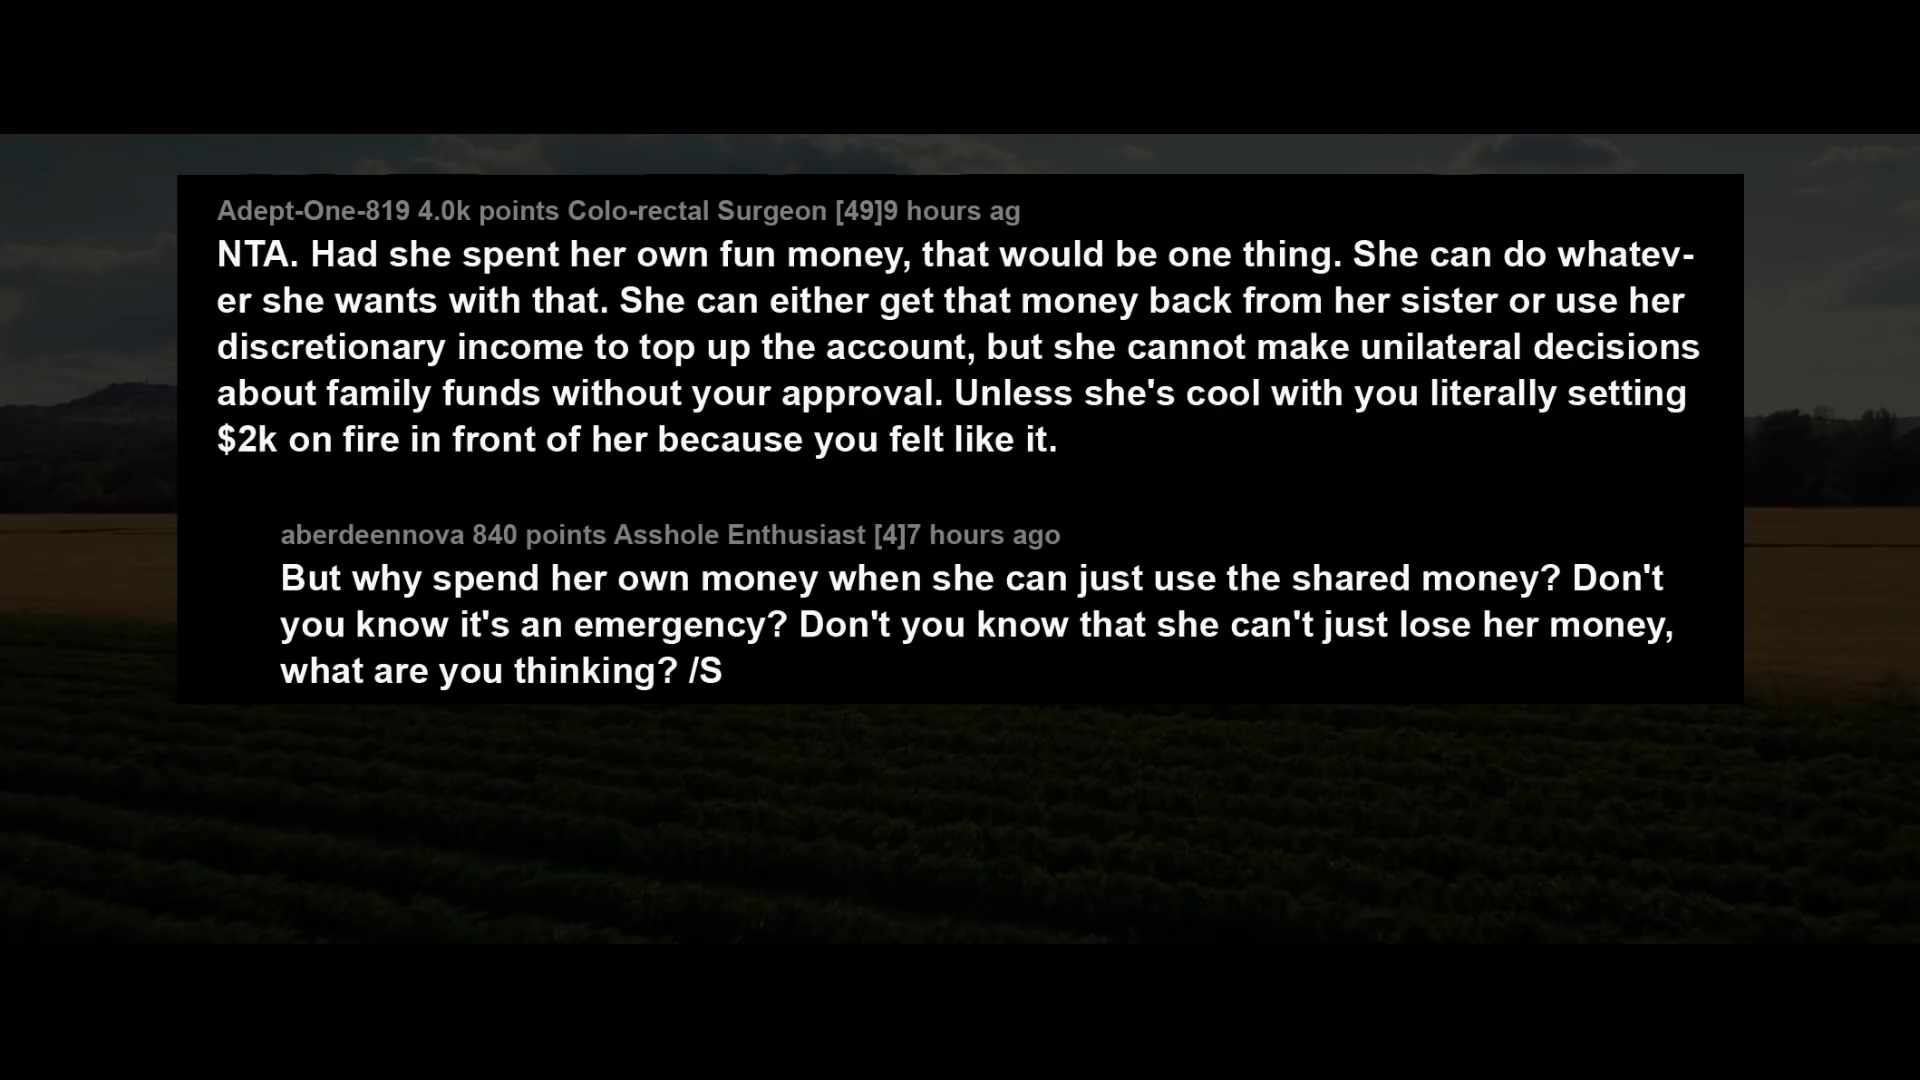 Adept-One-819 4.0k points Colo-rectal Surgeon [49]9 hours ag
NTA. Had she spent her own fun money, that would be one thing. She can do whatev-
er she wants with that. She can either get that money back from her sister or use her
discretionary income to top up the account, but she cannot make unilateral decisions
about family funds without your approval. Unless she's cool with you literally setting
$2k on fire in front of her because you felt like it.
aberdeennova 840 points Asshole Enthusiast [4]7 hours ago
But why spend her own money when she can just use the shared money? Don't
you know it's an emergency? Don't you know that she can't just lose her money,
what are you thinking? /S